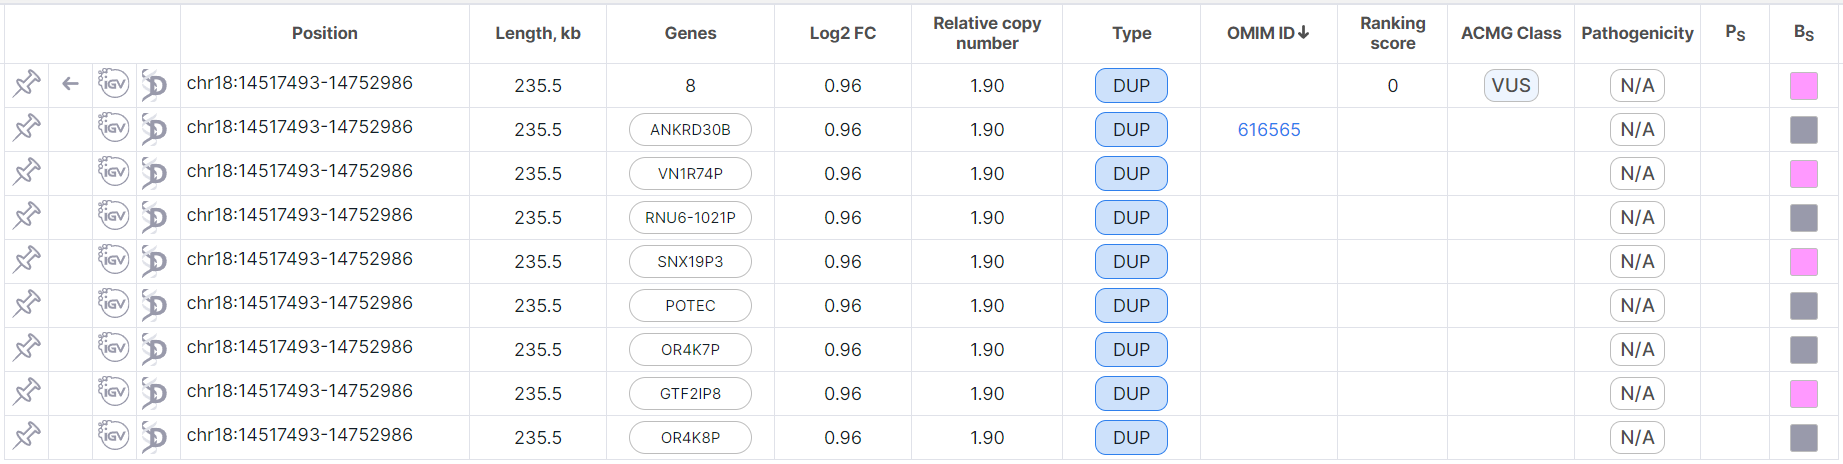 Position Length, kb Genes Log2 FC Relative copy number Type OMIM ID↓ Ranking score ACMG Class Pathogenicity PS BS
IGV D chr18:14517493-14752986 235.5 8 0.96 1.90 DUP 0 VUS N/A
IGV D chr18:14517493-14752986 235.5 ANKRD30B 0.96 1.90 DUP 616565 N/A
IGV D chr18:14517493-14752986 235.5 VN1R74P 0.96 1.90 DUP N/A
IGV D chr18:14517493-14752986 235.5 RNU6-1021P 0.96 1.90 DUP N/A
IGV D chr18:14517493-14752986 235.5 SNX19P3 0.96 1.90 DUP N/A
IGV D chr18:14517493-14752986 235.5 POTEC 0.96 1.90 DUP N/A
IGV D chr18:14517493-14752986 235.5 OR4K7P 0.96 1.90 DUP N/A
IGV D chr18:14517493-14752986 235.5 GTF2IP8 0.96 1.90 DUP N/A
IGV D chr18:14517493-14752986 235.5 OR4K8P 0.96 1.90 DUP N/A